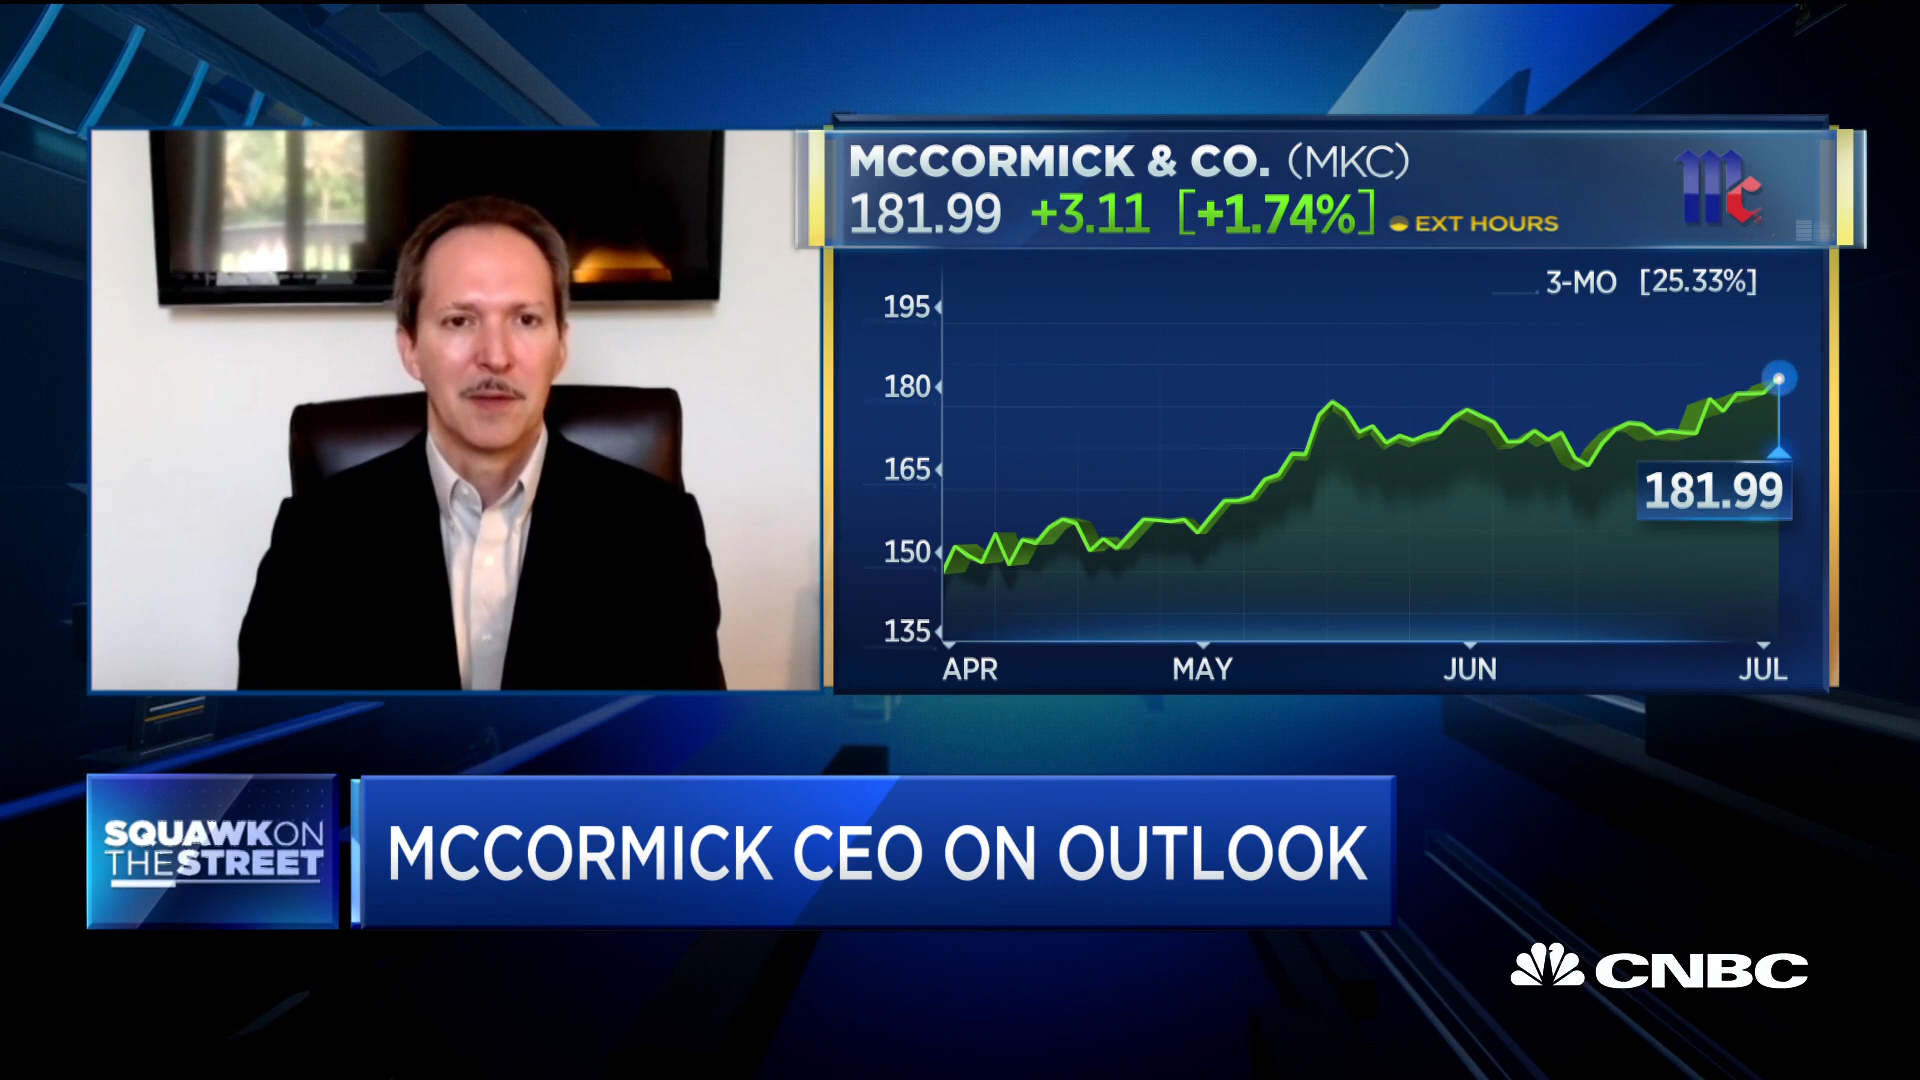 MCCORMICK & CO. (MKC)
181.99 +3.11 [+1.74%] EXT HOURS
Mc
3-MO [25.33%]
195
180
165
150
135
181.99
APR MAY JUN JUL
SQUAWK ON
THE STREET
MCCORMICK CEO ON OUTLOOK
CNBC